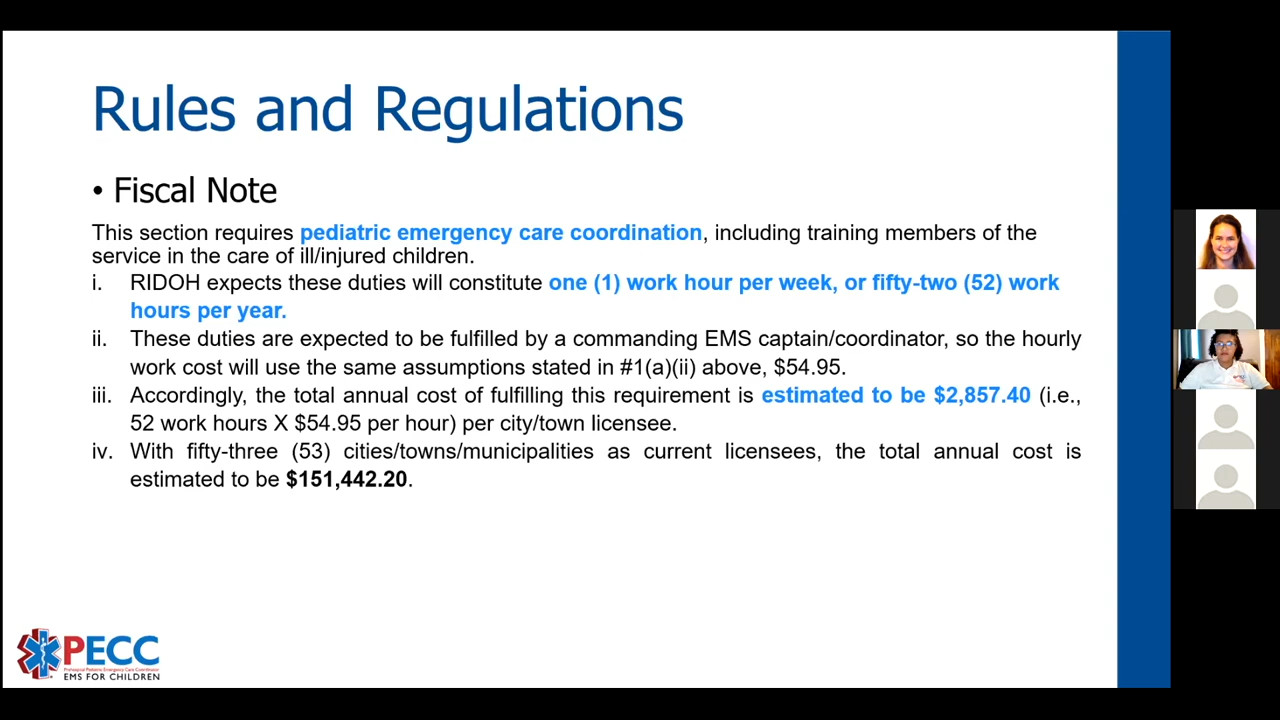 Rules and Regulations
• Fiscal Note
This section requires pediatric emergency care coordination, including training members of the
service in the care of ill/injured children.
i. RIDOH expects these duties will constitute one (1) work hour per week, or fifty-two (52) work
hours per year.
ii. These duties are expected to be fulfilled by a commanding EMS captain/coordinator, so the hourly
work cost will use the same assumptions stated in #1(a)(ii) above, $54.95.
iii. Accordingly, the total annual cost of fulfilling this requirement is estimated to be $2,857.40 (i.e.,
52 work hours X $54.95 per hour) per city/town licensee.
iv. With fifty-three (53) cities/towns/municipalities as current licensees, the total annual cost is
estimated to be $151,442.20.
PECC
Prehospital Pediatric Emergency Care Coordinator
EMS FOR CHILDREN